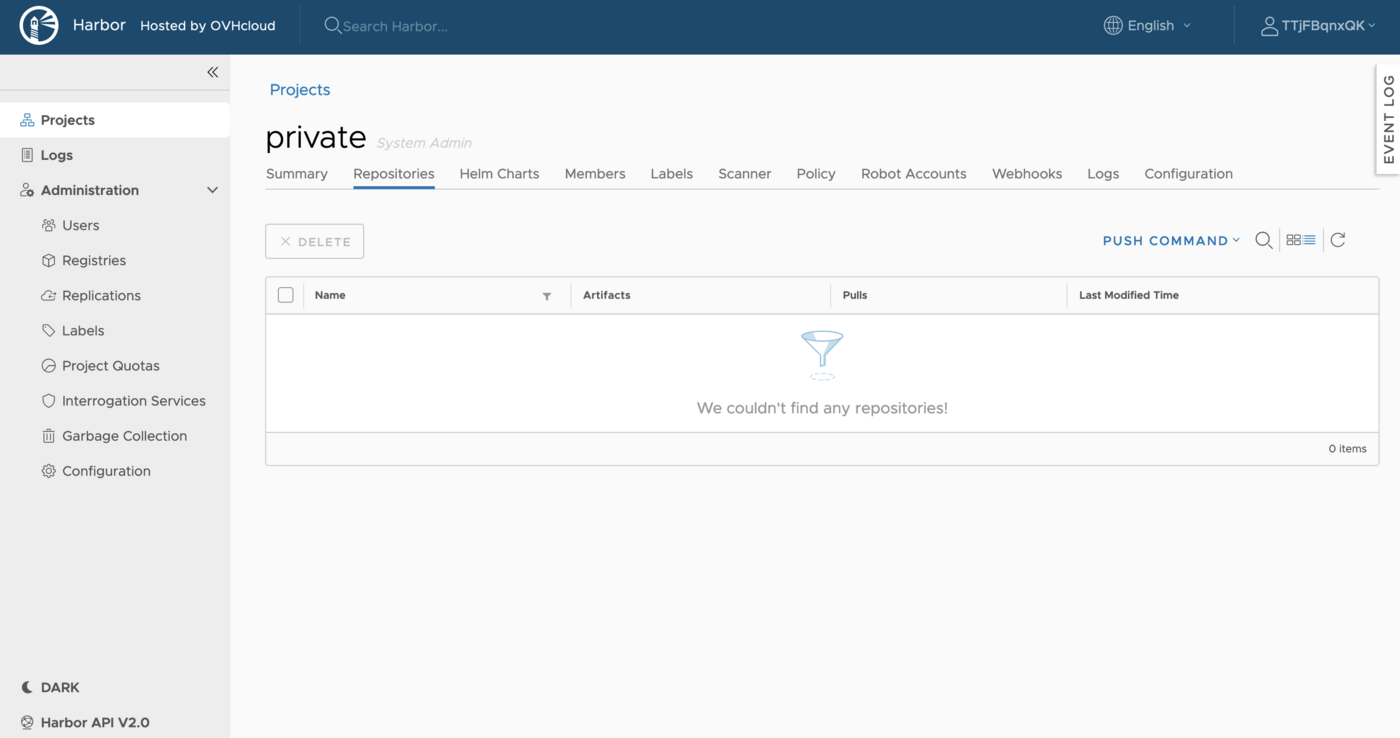 Harbor Hosted by OVHcloud Search Harbor... English TTjFBqnxQK
EVENT LOG
Projects
Logs
Administration
Users
Registries
Replications
Labels
Project Quotas
Interrogation Services
Garbage Collection
Configuration
DARK
Harbor API V2.0
Projects
private System Admin
Summary Repositories Helm Charts Members Labels Scanner Policy Robot Accounts Webhooks Logs Configuration
DELETE PUSH COMMAND
Name Artifacts Pulls Last Modified Time
We couldn't find any repositories!
0 items